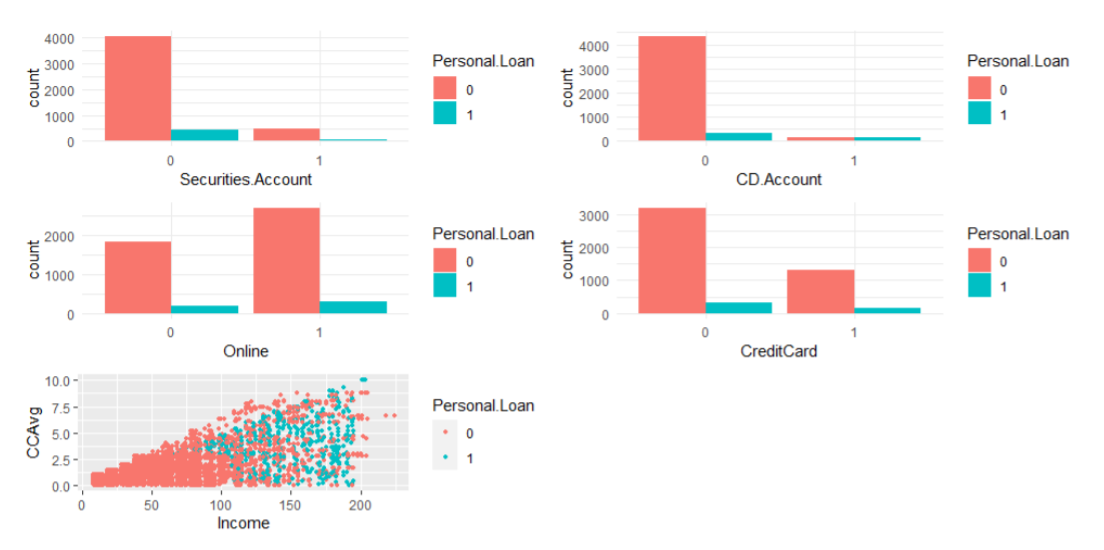 4000
3000
2000
1000
0
count
0 1
Securities.Account
Personal.Loan
0
1
4000
3000
2000
1000
0
count
0 1
CD.Account
Personal.Loan
0
1
2000
1000
0
count
0 1
Online
Personal.Loan
0
1
3000
2000
1000
0
count
0 1
CreditCard
Personal.Loan
0
1
10.0
7.5
5.0
2.5
0.0
CCAvg
0 50 100 150 200
Income
Personal.Loan
0
1